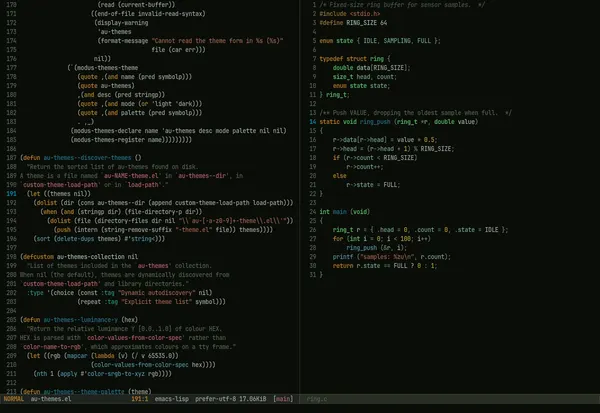 170 (read (current-buffer))
171 ((end-of-file invalid-read-syntax)
172 (display-warning
173 'au-themes
174 (format-message "Cannot read the theme form in %s (%s)"
175 file (car err)))
176 nil))
177 (`(modus-themes-theme
178 (quote ,(and name (pred symbolp)))
179 (quote au-themes)
180 ,(and desc (pred stringp))
181 (quote ,(and mode (or 'light 'dark)))
182 (quote ,(and palette (pred symbolp)))
183 . ,_)
184 (modus-themes-declare name 'au-themes desc mode palette nil nil)
185 (modus-themes-register name)))))))))
186
188 (defun au-themes--discover-themes ()
188 "Return the sorted list of au-themes found on disk.
189 A theme is a file named `au-NAME-theme.el' in `au-themes--dir', in
190 `custom-theme-load-path' or in `load-path'."
191 (let ((themes nil))
192 (dolist (dir (cons au-themes--dir (append custom-theme-load-path load-path)))
193 (when (and (stringp dir) (file-directory-p dir))
194 (dolist (file (directory-files dir nil "\\`au-[-a-z0-9]+-theme\\.el\\'"))
195 (push (intern (string-remove-suffix "-theme.el" file)) themes))))
196 (sort (delete-dups themes) #'string<)))
197
198 (defcustom au-themes-collection nil
199 "List of themes included in the `au-themes' collection.
200 When nil (the default), themes are dynamically discovered from
201 `custom-theme-load-path' and library directories."
202 :type '(choice (const :tag "Dynamic autodiscovery" nil)
203 (repeat :tag "Explicit theme list" symbol)))
204
205 (defun au-themes--luminance-y (hex)
206 "Return the relative luminance Y [0.0..1.0] of colour HEX.
207 HEX is parsed with `color-values-from-color-spec' rather than
208 `color-name-to-rgb', which approximates colours on a tty frame."
209 (let ((rgb (mapcar (lambda (v) (/ v 65535.0))
210 (color-values-from-color-spec hex))))
211 (nth 1 (apply #'color-srgb-to-xyz rgb))))
212
213 (defun au-themes--theme-palette (theme)
NORMAL au-themes.el 191:1 emacs-lisp prefer-utf-8 17.06KiB [main]
1 /* Fixed-size ring buffer for sensor samples. */
2 #include <stdio.h>
3 #define RING_SIZE 64
4
5 enum state { IDLE, SAMPLING, FULL };
6
7 typedef struct ring {
8 double data[RING_SIZE];
9 size_t head, count;
10 enum state state;
11 } ring_t;
12
13 /** Push VALUE, dropping the oldest sample when full. */
14 static void ring_push (ring_t *r, double value)
15 {
16 r->data[r->head] = value * 0.5;
17 r->head = (r->head + 1) % RING_SIZE;
18 if (r->count < RING_SIZE)
19 r->count++;
20 else
21 r->state = FULL;
22 }
23
24 int main (void)
25 {
26 ring_t r = { .head = 0, .count = 0, .state = IDLE };
27 for (int i = 0; i < 100; i++)
28 ring_push (&r, i);
29 printf ("samples: %zu\n", r.count);
30 return r.state == FULL ? 0 : 1;
31 }
ring.c